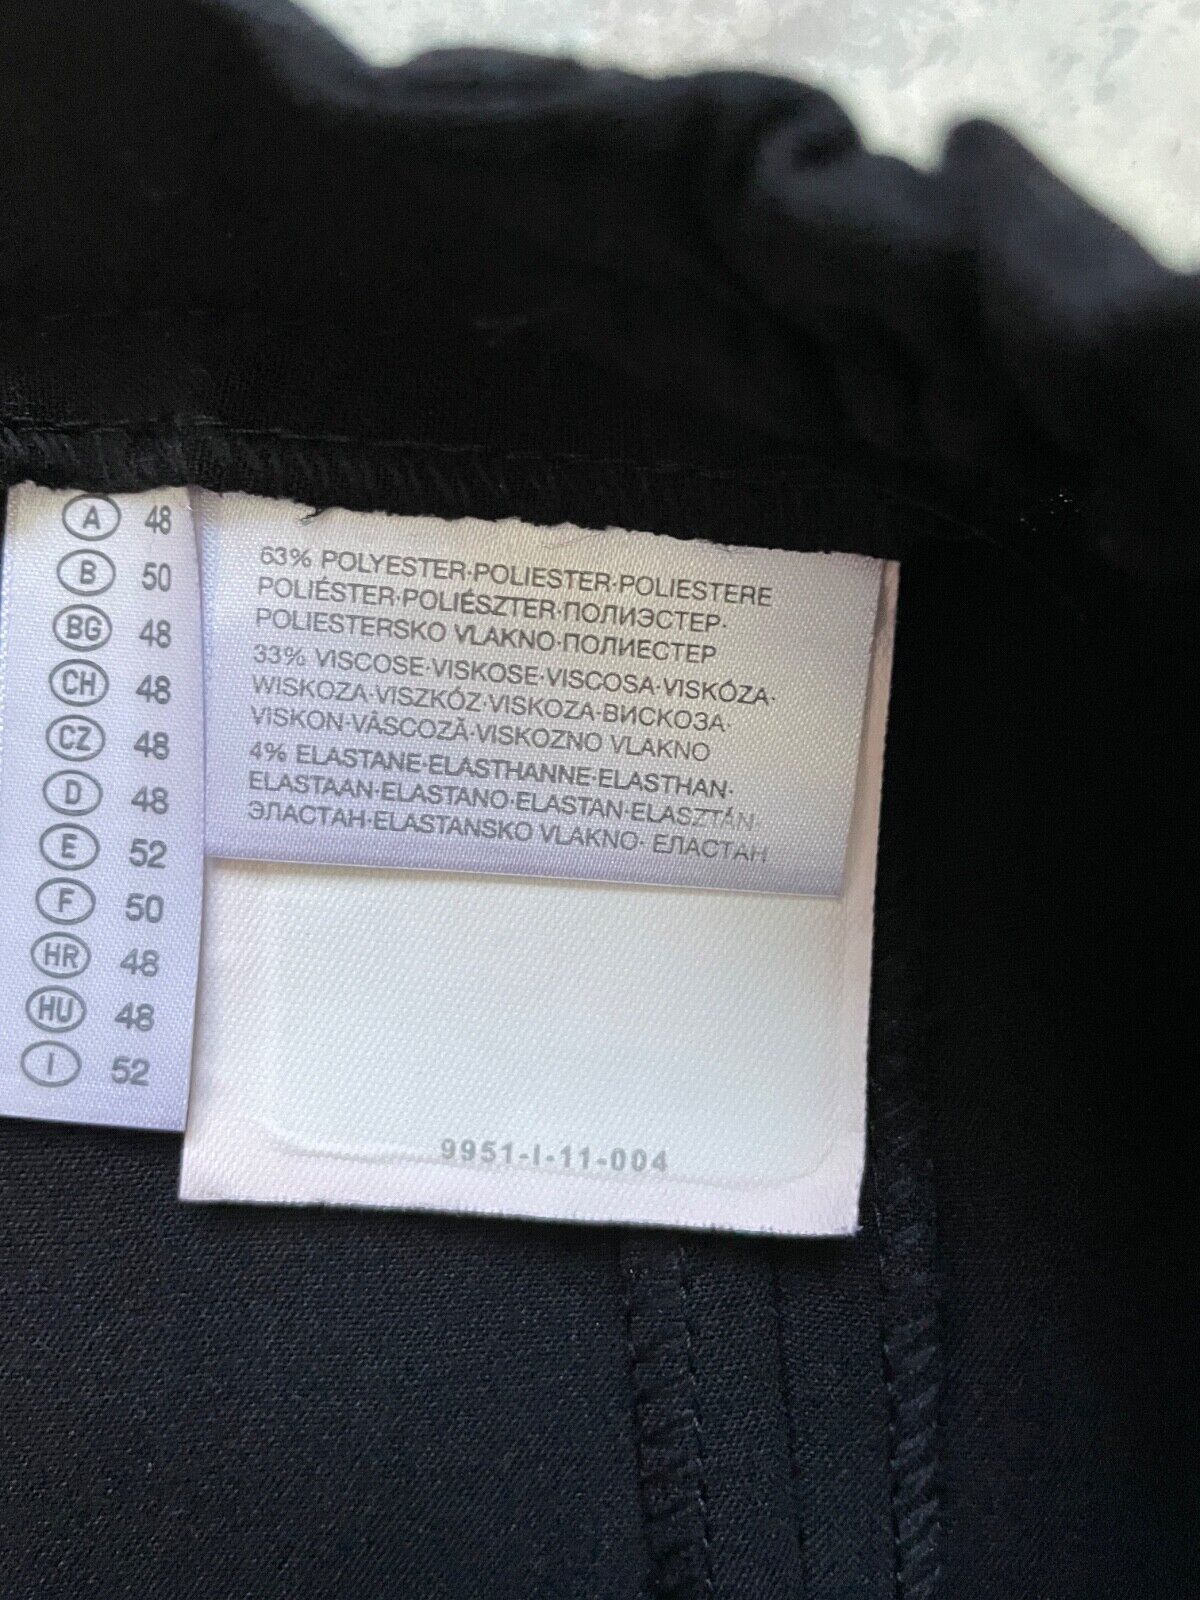 A 48
B 50
BG 48
CH 48
CZ 48
D 48
E 52
F 50
HR 48
HU 48
I 52
63% POLYESTER·POLIESTER·POLIESTERE
POLIÉSTER·POLIÉSZTER·ПОЛИЭСТЕР·
POLIESTERSKO VLAKNO·ПОЛИЕСТЕР
33% VISCOSE·VISKOSE·VISCOSA·VISKÓZA·
WISKOZA·VISZKÓZ·VISKOZA·ВИСКОЗА·
VISKON·VÂSCOZĂ·VISKOZNO VLAKNO
4% ELASTANE·ELASTHANNE·ELASTHAN·
ELASTAAN·ELASTANO·ELASTAN·ELASZTÁN·
ЭЛАСТАН·ELASTANSKO VLAKNO· ЕЛАСТАН
9951-I-11-004